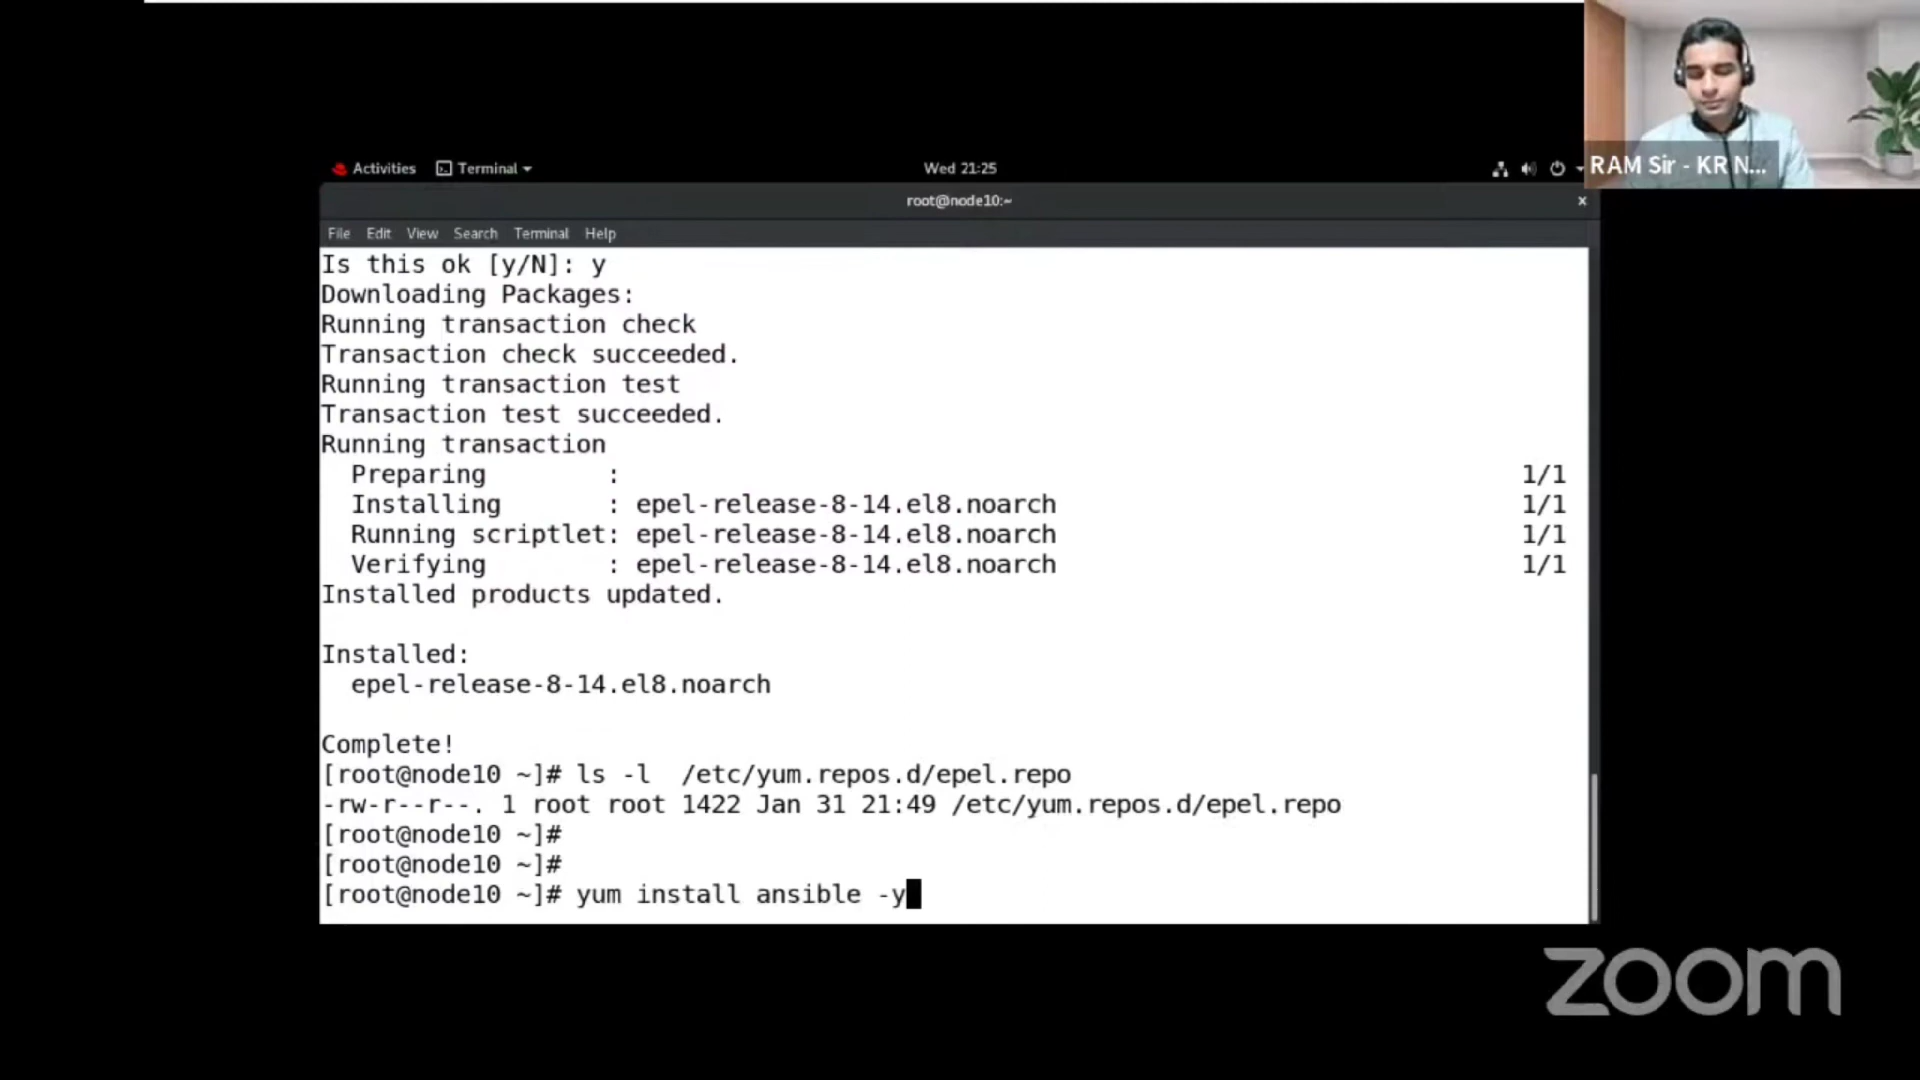 Activities Terminal Wed 21:25
RAM Sir - KR N...
root@node10:~
File Edit View Search Terminal Help
Is this ok [y/N]: y
Downloading Packages:
Running transaction check
Transaction check succeeded.
Running transaction test
Transaction test succeeded.
Running transaction
  Preparing        :                                                                        1/1
  Installing       : epel-release-8-14.el8.noarch                               1/1
  Running scriptlet: epel-release-8-14.el8.noarch                               1/1
  Verifying        : epel-release-8-14.el8.noarch                               1/1
Installed products updated.
Installed:
  epel-release-8-14.el8.noarch
Complete!
[root@node10 ~]# ls -l  /etc/yum.repos.d/epel.repo
-rw-r--r--. 1 root root 1422 Jan 31 21:49 /etc/yum.repos.d/epel.repo
[root@node10 ~]#
[root@node10 ~]#
[root@node10 ~]# yum install ansible -y
zoom